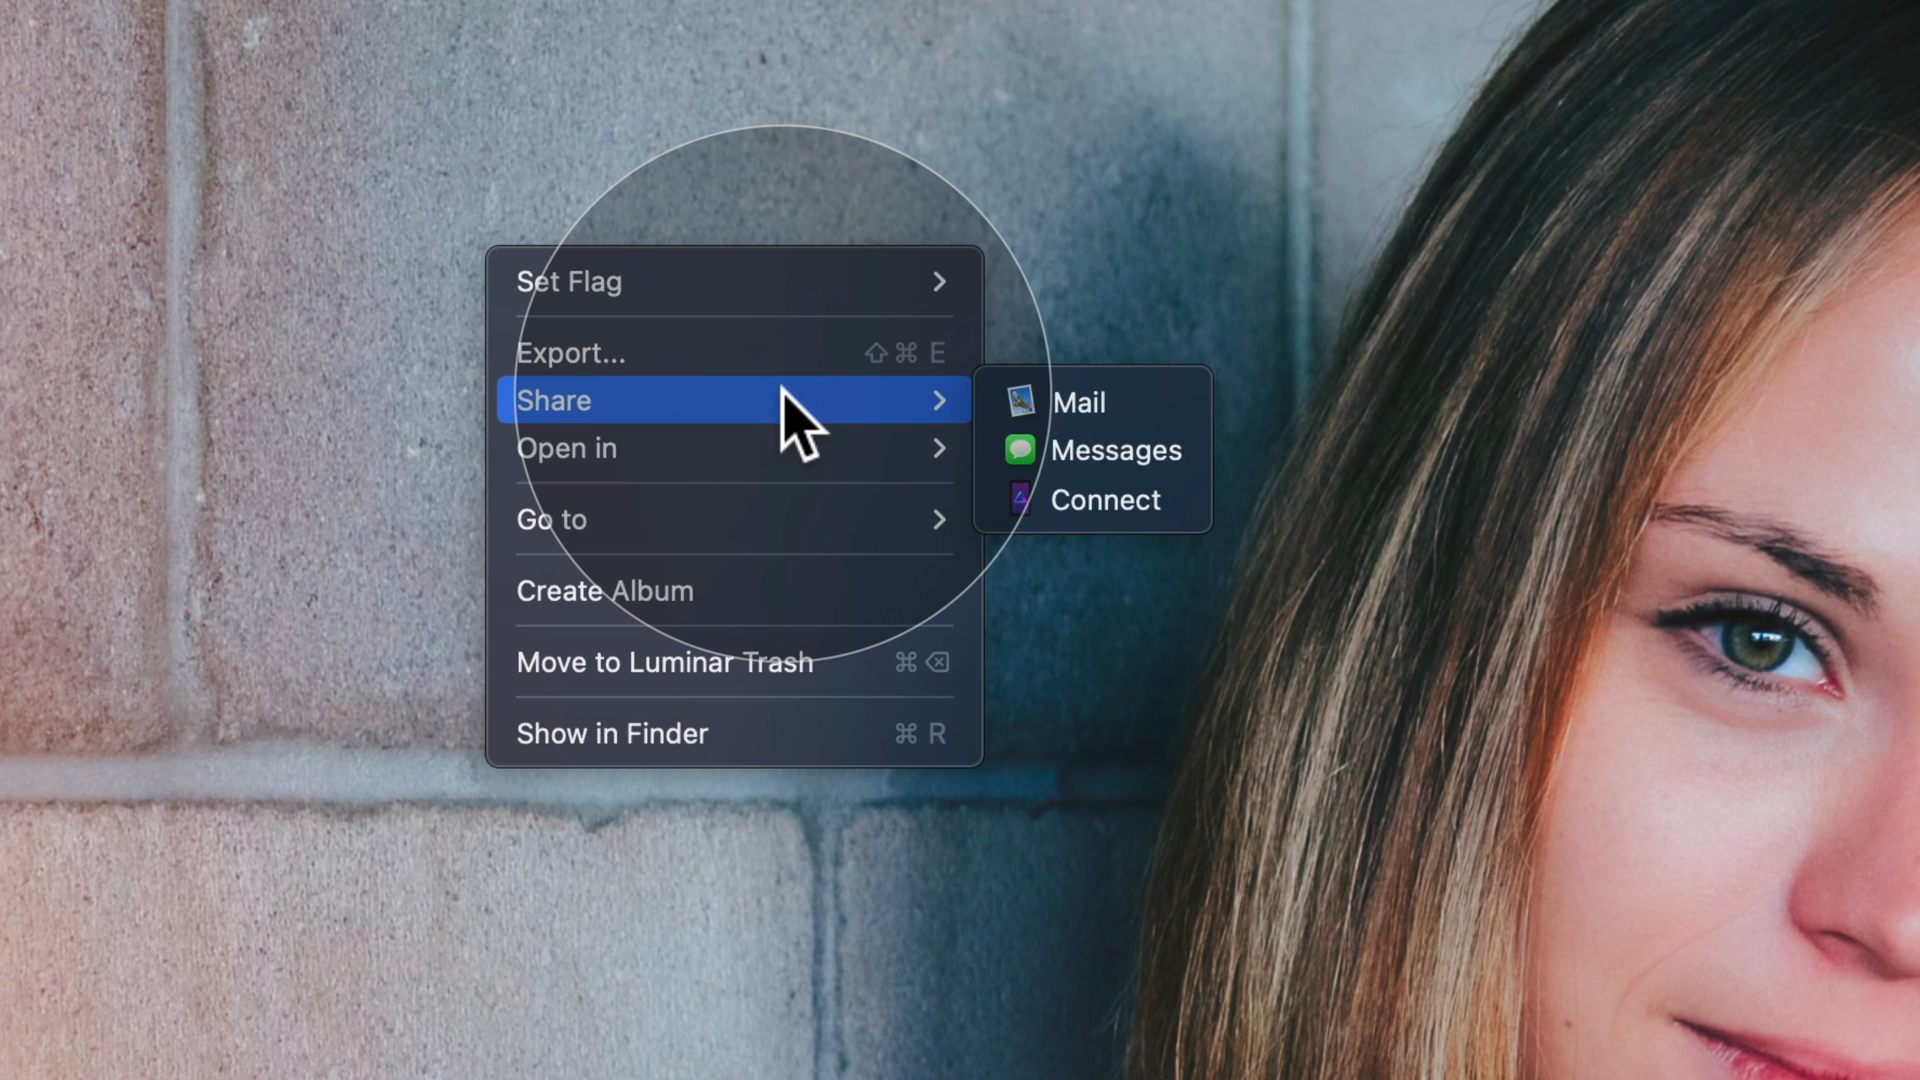 Set Flag
Export... ⇧ ⌘ E
Share
Open in
Go to
Create Album
Move to Luminar Trash ⌘ ⌫
Show in Finder ⌘ R
Mail
Messages
Connect